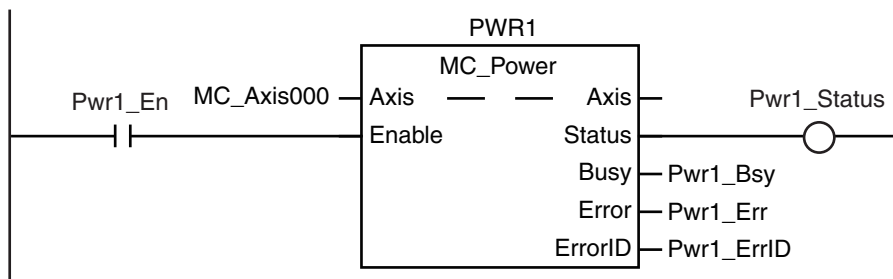 PWR1
MC_Power
Pwr1_En
MC_Axis000 Axis Axis
Pwr1_Status
Enable Status
Busy Pwr1_Bsy
Error Pwr1_Err
ErrorID Pwr1_ErrID